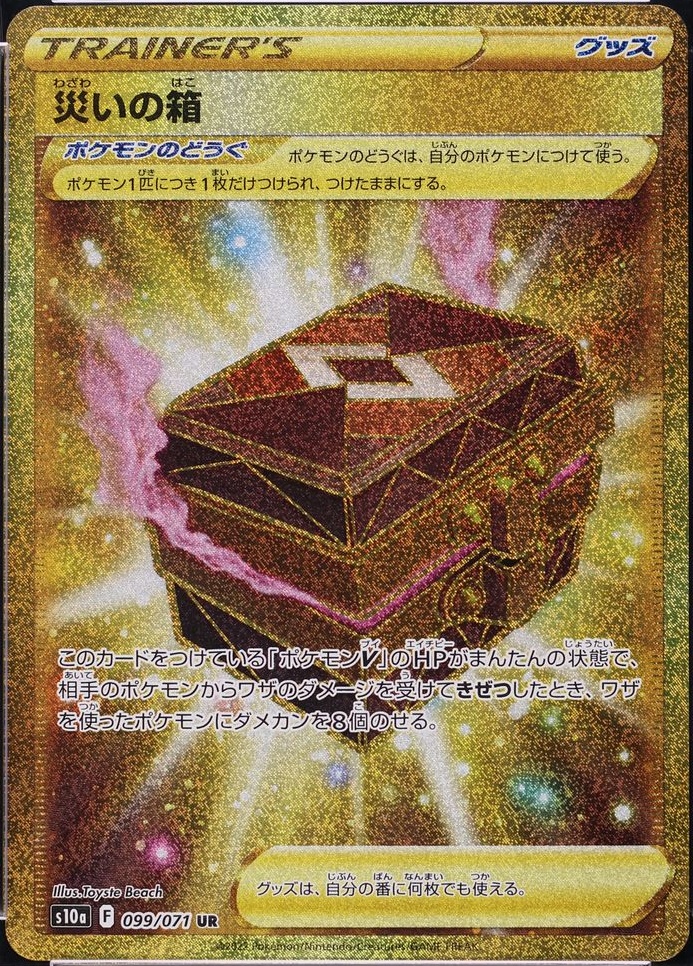 TRAINER'S グッズ
災いの箱
ポケモンのどうぐ ポケモンのどうぐは、自分のポケモンにつけて使う。
ポケモン1匹につき1枚だけつけられ、つけたままにする。
このカードをつけている「ポケモンV」のHPがまんたんの状態で、
相手のポケモンからワザのダメージを受けてきぜつしたとき、ワザ
を使ったポケモンにダメカンを8個のせる。
Illus.Toyste Beach
グッズは、自分の番に何枚でも使える。
s10a F 099/071 UR
©2022 Pokémon/Nintendo/Creatures/GAME FREAK